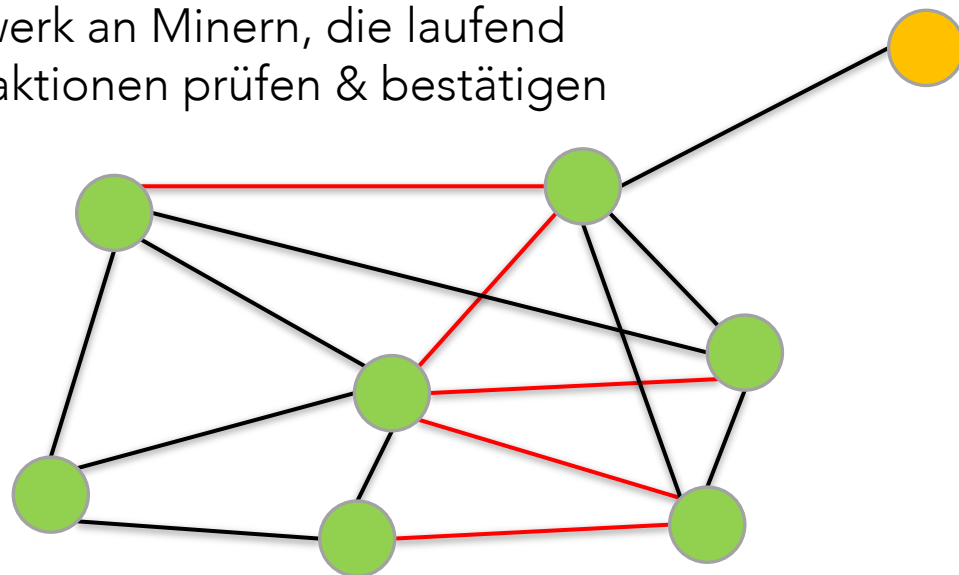 werk an Minern, die laufend
aktionen prüfen & bestätigen